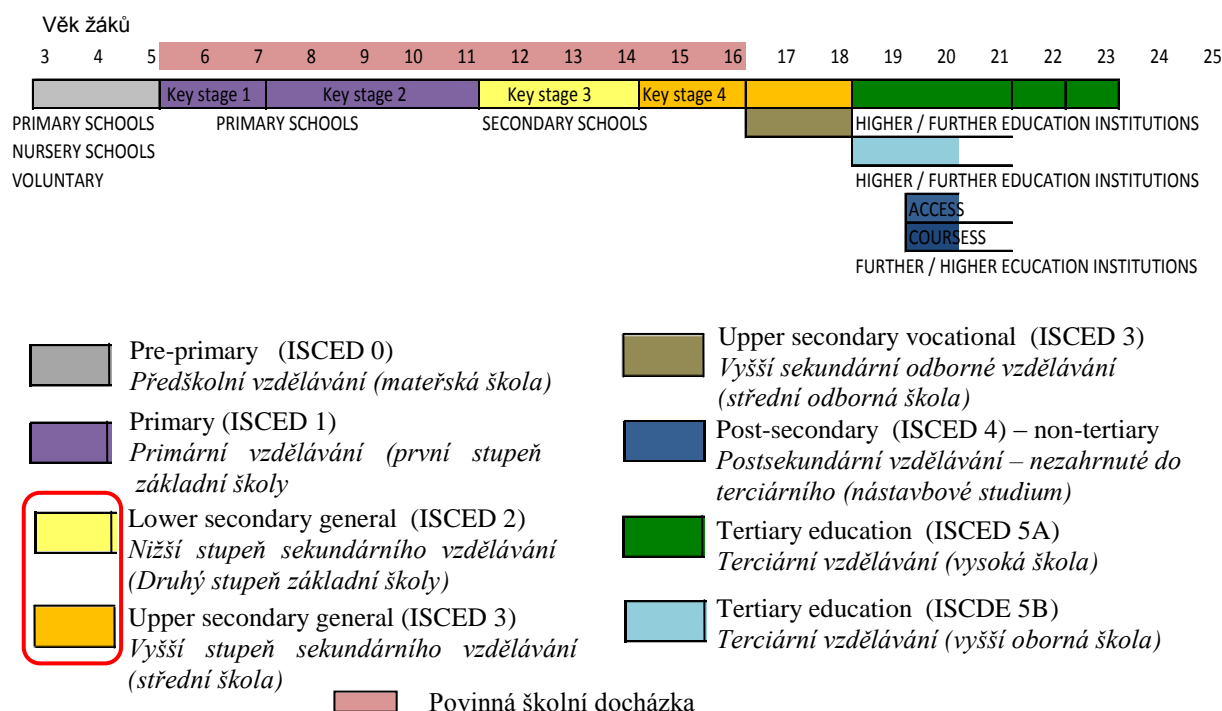 Věk žáků
3 4 5 6 7 8 9 10 11 12 13 14 15 16 17 18 19 20 21 22 23 24 25
Key stage 1 Key stage 2 Key stage 3 Key stage 4
PRIMARY SCHOOLS PRIMARY SCHOOLS SECONDARY SCHOOLS HIGHER / FURTHER EDUCATION INSTITUTIONS
NURSERY SCHOOLS
VOLUNTARY HIGHER / FURTHER EDUCATION INSTITUTIONS
ACCESS
COURSESS
FURTHER / HIGHER ECUCATION INSTITUTIONS
Pre-primary (ISCED 0)
Předškolní vzdělávání (mateřská škola)
Primary (ISCED 1)
Primární vzdělávání (první stupeň
základní školy
Lower secondary general (ISCED 2)
Nižší stupeň sekundárního vzdělávání
(Druhý stupeň základní školy)
Upper secondary general (ISCED 3)
Vyšší stupeň sekundárního vzdělávání
(střední škola)
Upper secondary vocational (ISCED 3)
Vyšší sekundární odborné vzdělávání
(střední odborná škola)
Post-secondary (ISCED 4) – non-tertiary
Postsekundární vzdělávání – nezahrnuté do
terciárního (nástavbové studium)
Tertiary education (ISCED 5A)
Terciární vzdělávání (vysoká škola)
Tertiary education (ISCDE 5B)
Terciární vzdělávání (vyšší oborná škola)
Povinná školní docházka